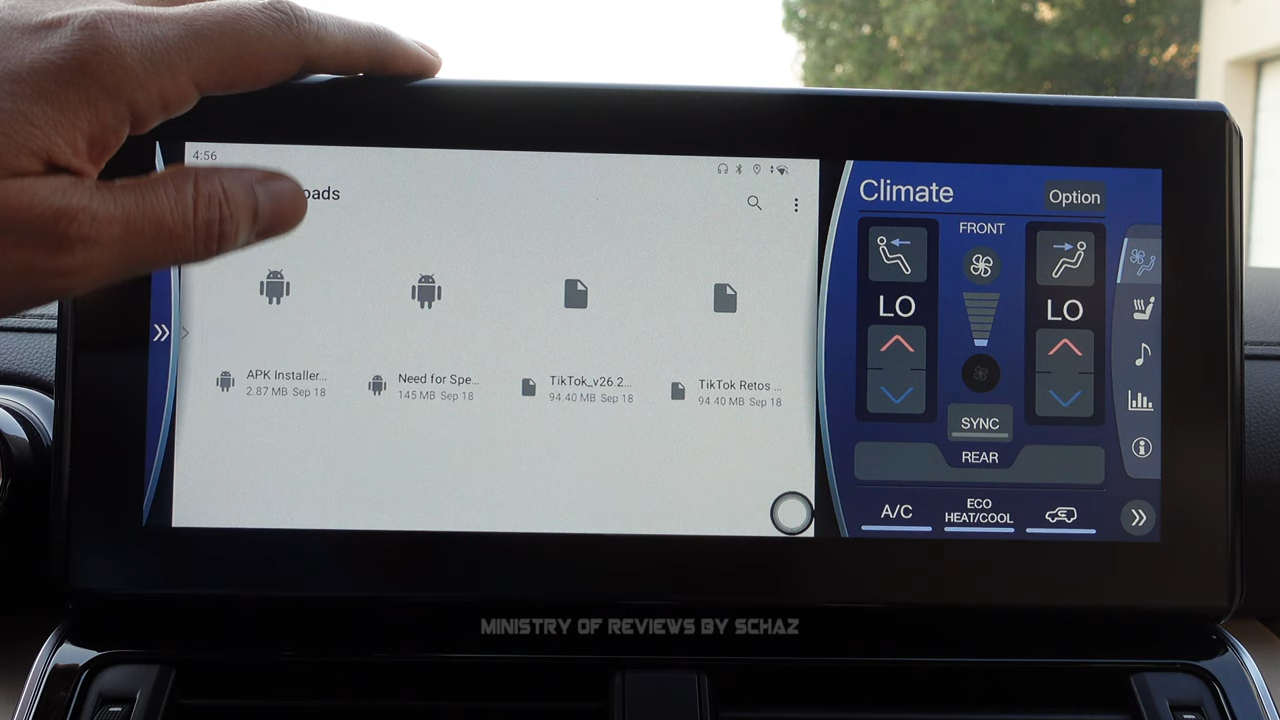 4:56
oads
APK Installer...
2.87 MB Sep 18
Need for Spe...
145 MB Sep 18
TikTok_v26.2...
94.40 MB Sep 18
TikTok Retos ...
94.40 MB Sep 18
Climate
Option
FRONT
LO
LO
SYNC
REAR
A/C
ECO
HEAT/COOL
MINISTRY OF REVIEWS BY SCHAZ